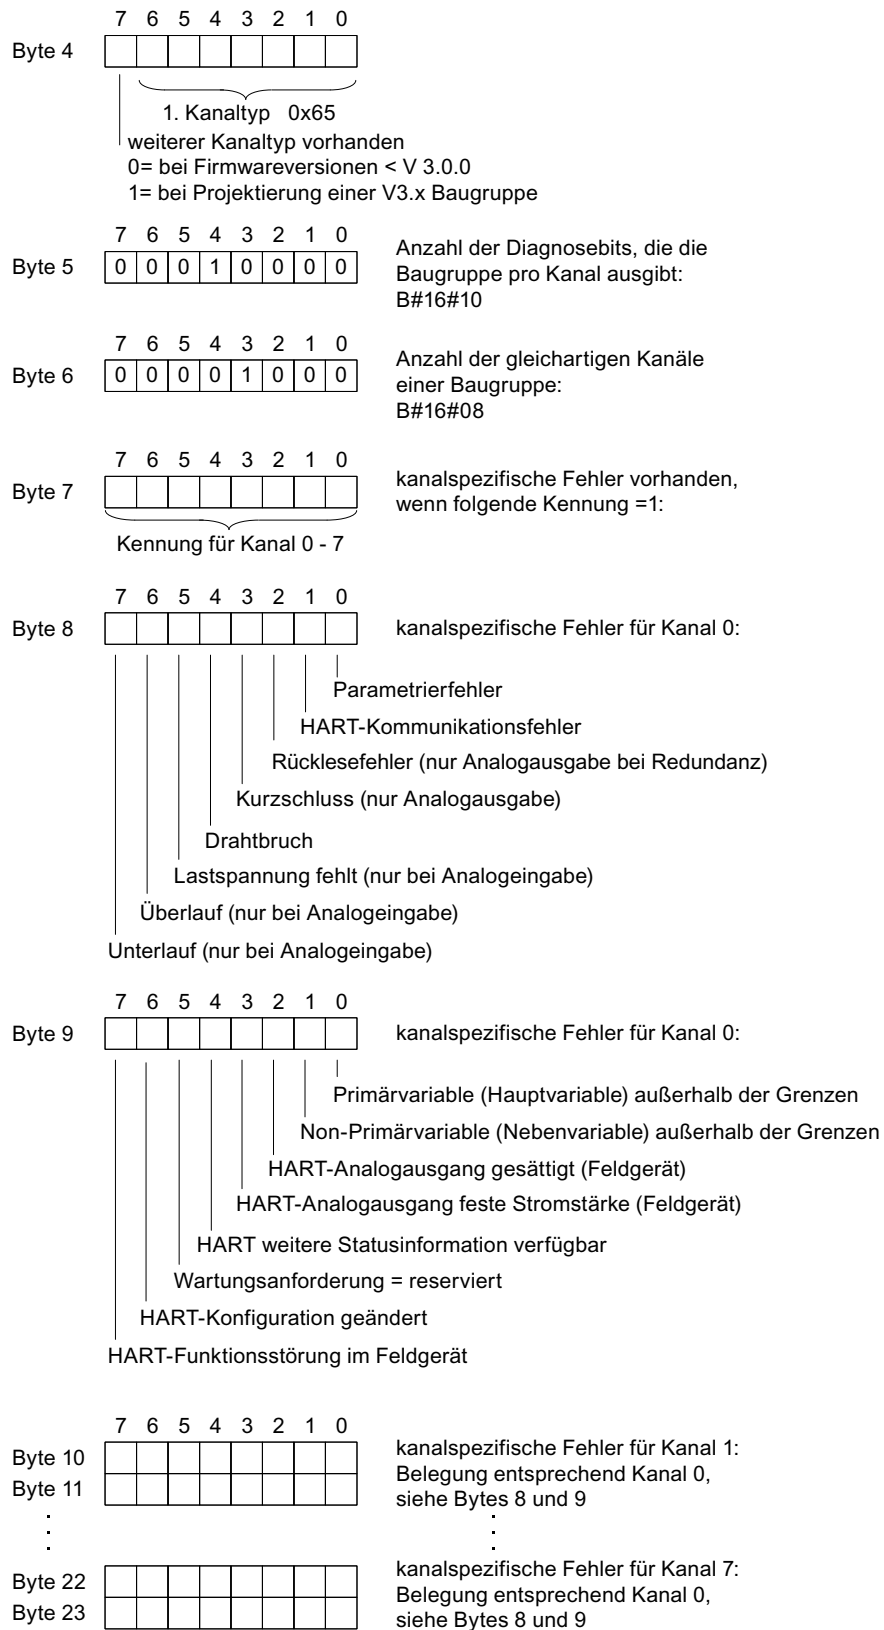 7 6 5 4 3 2 1 0
Byte 4
1. Kanaltyp 0x65
weiterer Kanaltyp vorhanden
0= bei Firmwareversionen < V 3.0.0
1= bei Projektierung einer V3.x Baugruppe
7 6 5 4 3 2 1 0
Byte 5
0 0 0 1 0 0 0 0
Anzahl der Diagnosebits, die die
Baugruppe pro Kanal ausgibt:
B#16#10
7 6 5 4 3 2 1 0
Byte 6
0 0 0 0 1 0 0 0
Anzahl der gleichartigen Kanäle
einer Baugruppe:
B#16#08
7 6 5 4 3 2 1 0
Byte 7
kanalspezifische Fehler vorhanden,
wenn folgende Kennung =1:
Kennung für Kanal 0 - 7
7 6 5 4 3 2 1 0
Byte 8
kanalspezifische Fehler für Kanal 0:
Parametrierfehler
HART-Kommunikationsfehler
Rücklesefehler (nur Analogausgabe bei Redundanz)
Kurzschluss (nur Analogausgabe)
Drahtbruch
Lastspannung fehlt (nur bei Analogeingabe)
Überlauf (nur bei Analogeingabe)
Unterlauf (nur bei Analogeingabe)
7 6 5 4 3 2 1 0
Byte 9
kanalspezifische Fehler für Kanal 0:
Primärvariable (Hauptvariable) außerhalb der Grenzen
Non-Primärvariable (Nebenvariable) außerhalb der Grenzen
HART-Analogausgang gesättigt (Feldgerät)
HART-Analogausgang feste Stromstärke (Feldgerät)
HART weitere Statusinformation verfügbar
Wartungsanforderung = reserviert
HART-Konfiguration geändert
HART-Funktionsstörung im Feldgerät
7 6 5 4 3 2 1 0
Byte 10
Byte 11
kanalspezifische Fehler für Kanal 1:
Belegung entsprechend Kanal 0,
siehe Bytes 8 und 9
Byte 22
Byte 23
kanalspezifische Fehler für Kanal 7:
Belegung entsprechend Kanal 0,
siehe Bytes 8 und 9